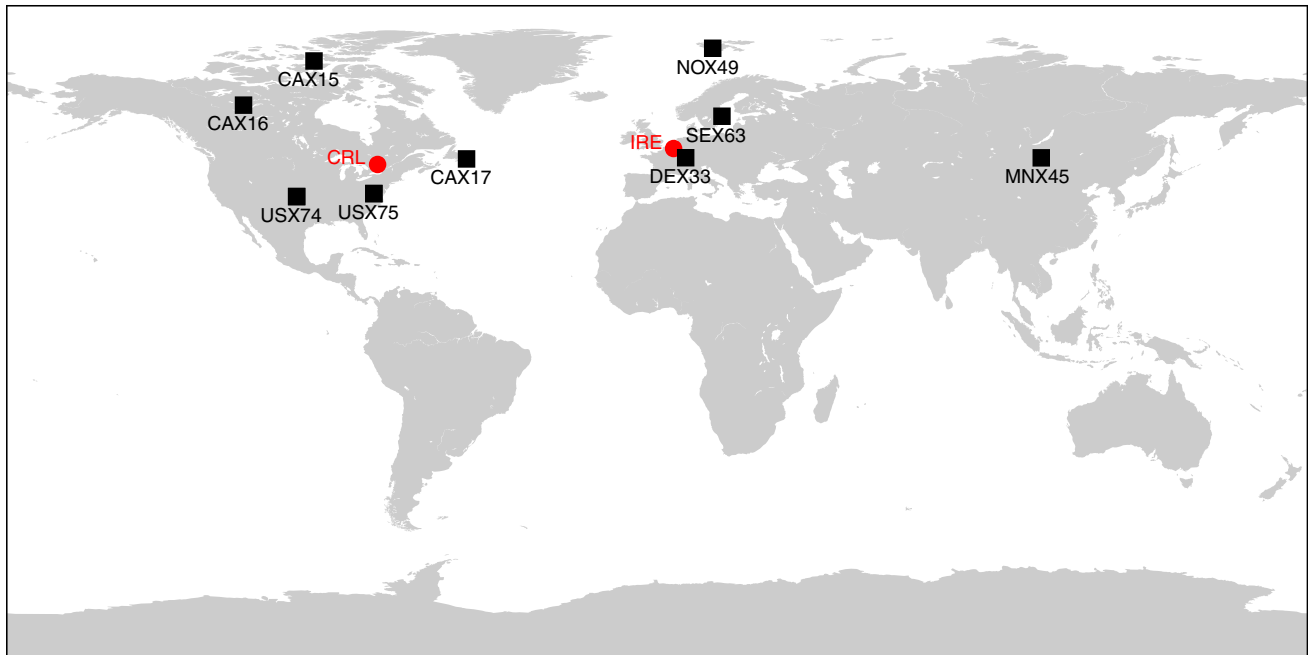 NOX49
CAX15
CAX16
SEX63
IRE
CRL
DEX33
CAX17
MNX45
USX74
USX75